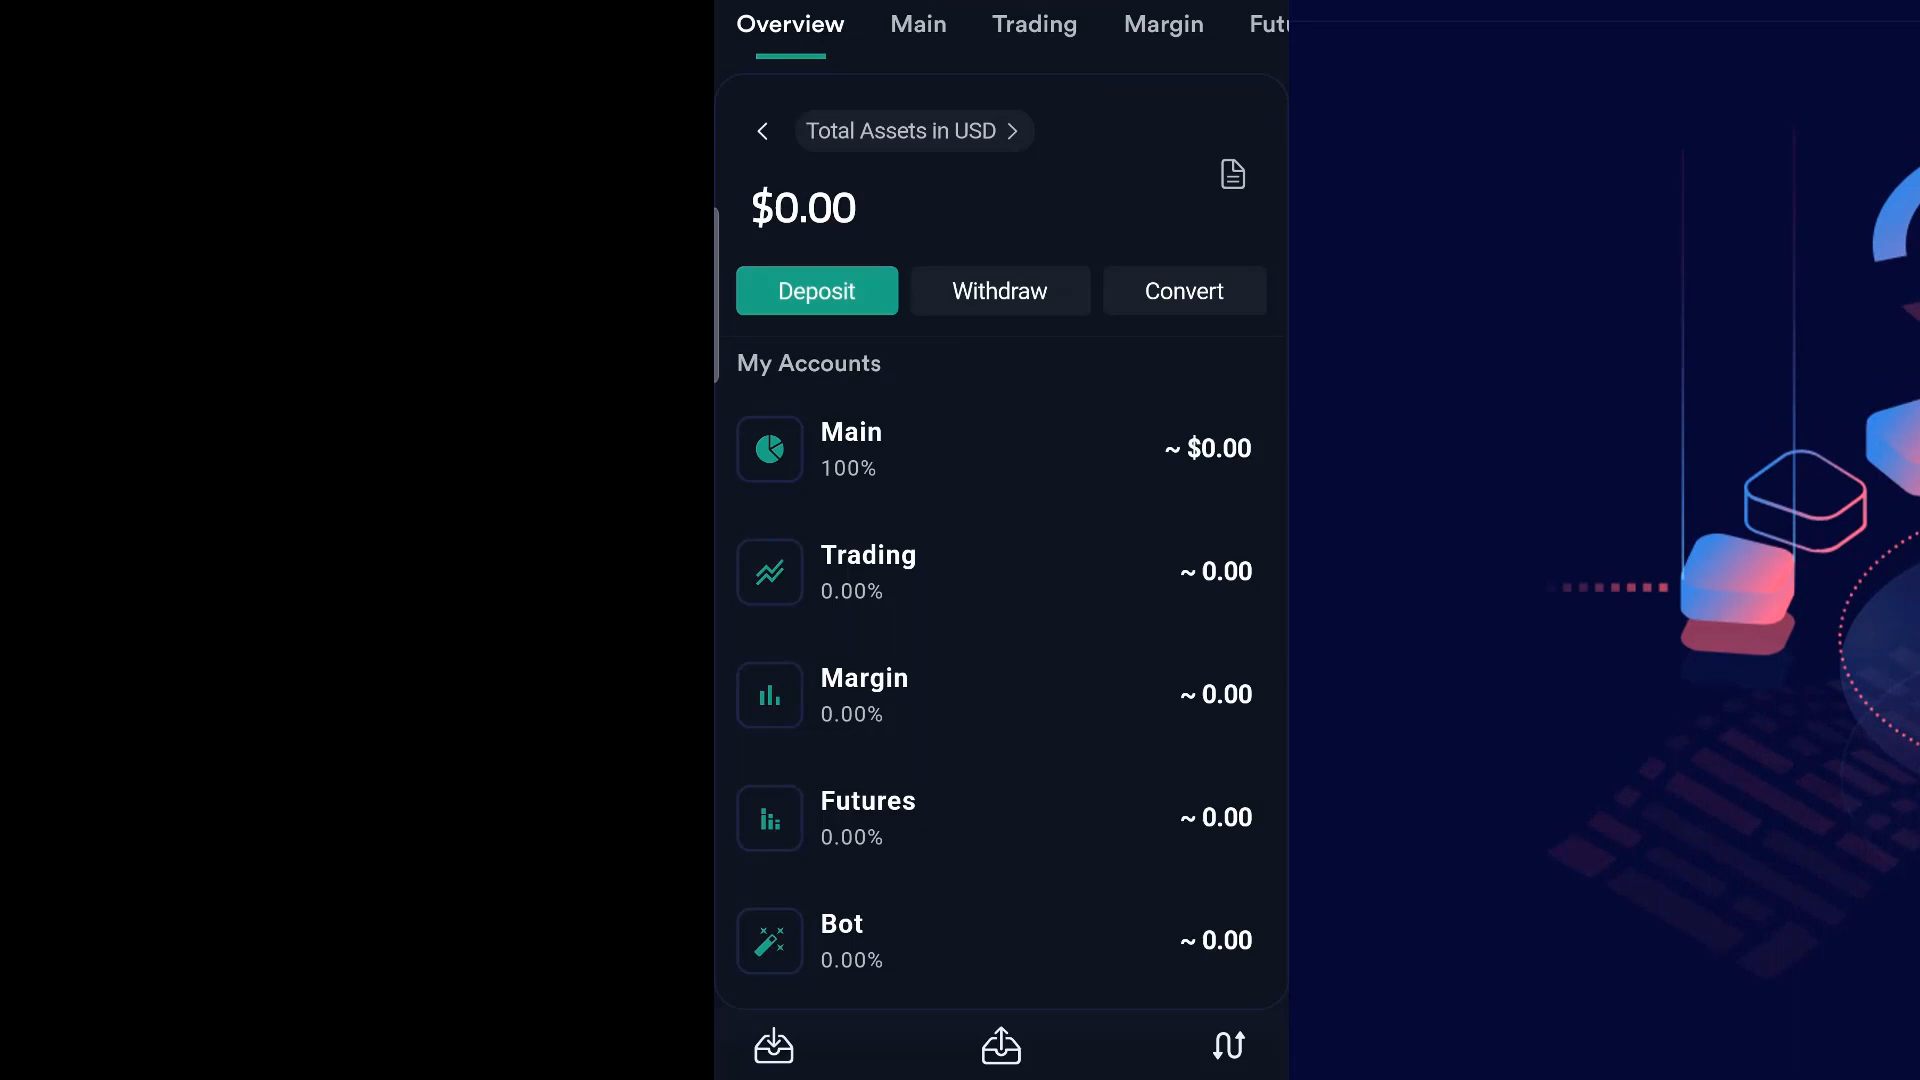 Overview Main Trading Margin Futu
Total Assets in USD
$0.00
Deposit Withdraw Convert
My Accounts
Main
100%
~ $0.00
Trading
0.00%
~ 0.00
Margin
0.00%
~ 0.00
Futures
0.00%
~ 0.00
Bot
0.00%
~ 0.00